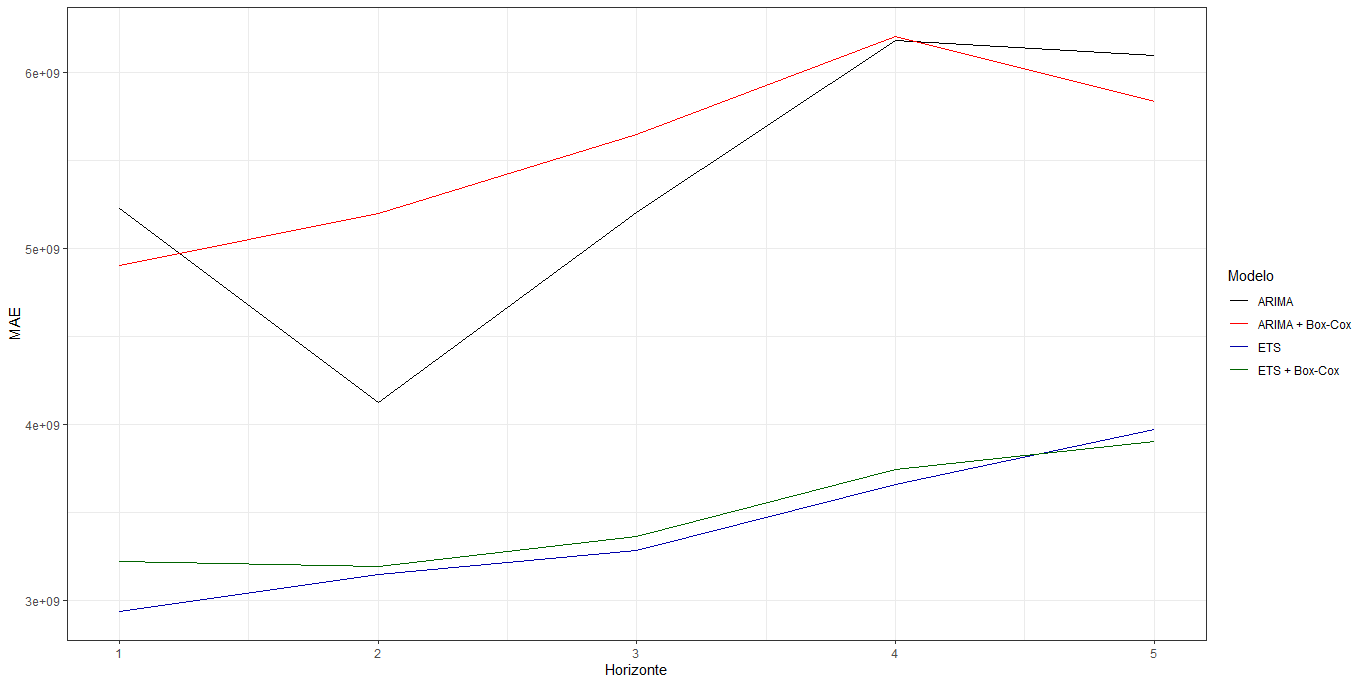 6e+09
5e+09
4e+09
3e+09
MAE
1 2 3 4 5
Horizonte
Modelo
ARIMA
ARIMA + Box-Cox
ETS
ETS + Box-Cox